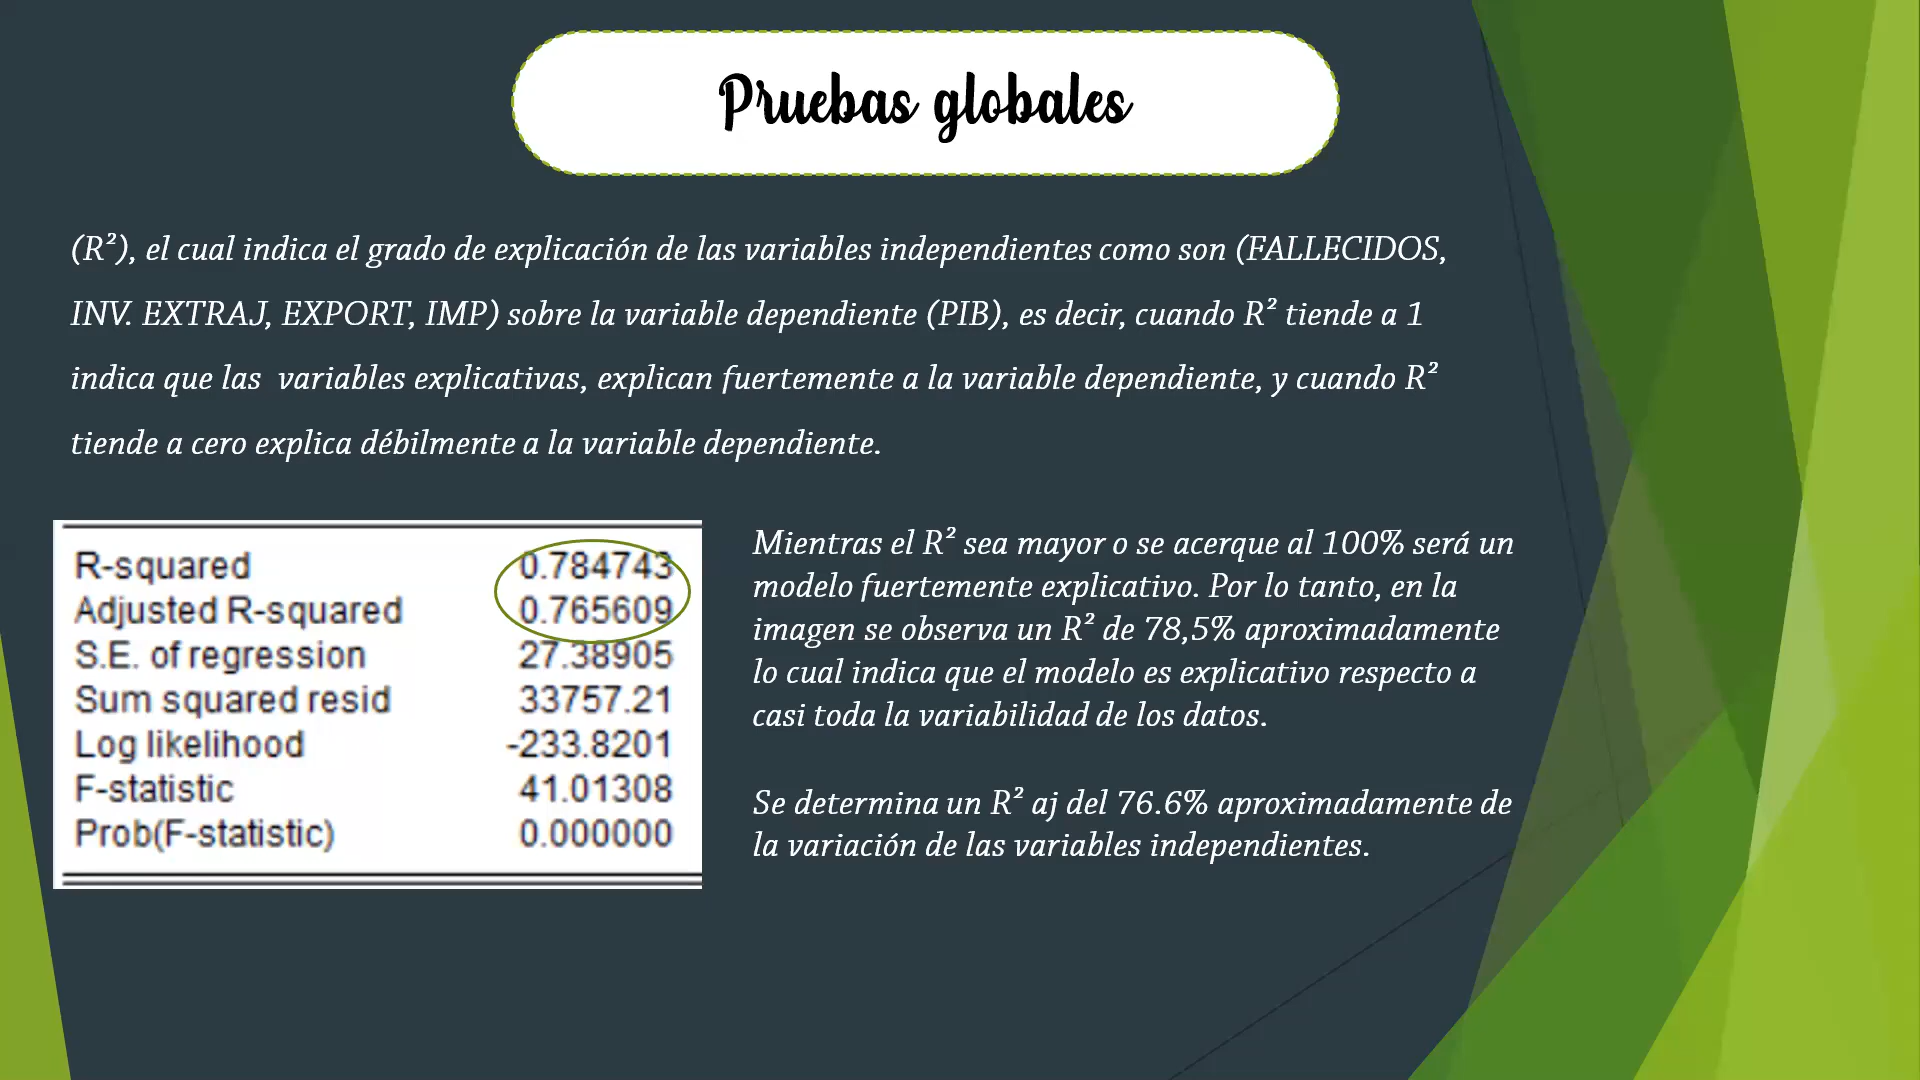 Pruebas globales
(R²), el cual indica el grado de explicación de las variables independientes como son (FALLECIDOS,
INV. EXTRAJ, EXPORT, IMP) sobre la variable dependiente (PIB), es decir, cuando R² tiende a 1
indica que las variables explicativas, explican fuertemente a la variable dependiente, y cuando R²
tiende a cero explica débilmente a la variable dependiente.
R-squared 0.784743
Adjusted R-squared 0.765609
S.E. of regression 27.38905
Sum squared resid 33757.21
Log likelihood -233.8201
F-statistic 41.01308
Prob(F-statistic) 0.000000
Mientras el R² sea mayor o se acerque al 100% será un
modelo fuertemente explicativo. Por lo tanto, en la
imagen se observa un R² de 78,5% aproximadamente
lo cual indica que el modelo es explicativo respecto a
casi toda la variabilidad de los datos.
Se determina un R² aj del 76.6% aproximadamente de
la variación de las variables independientes.